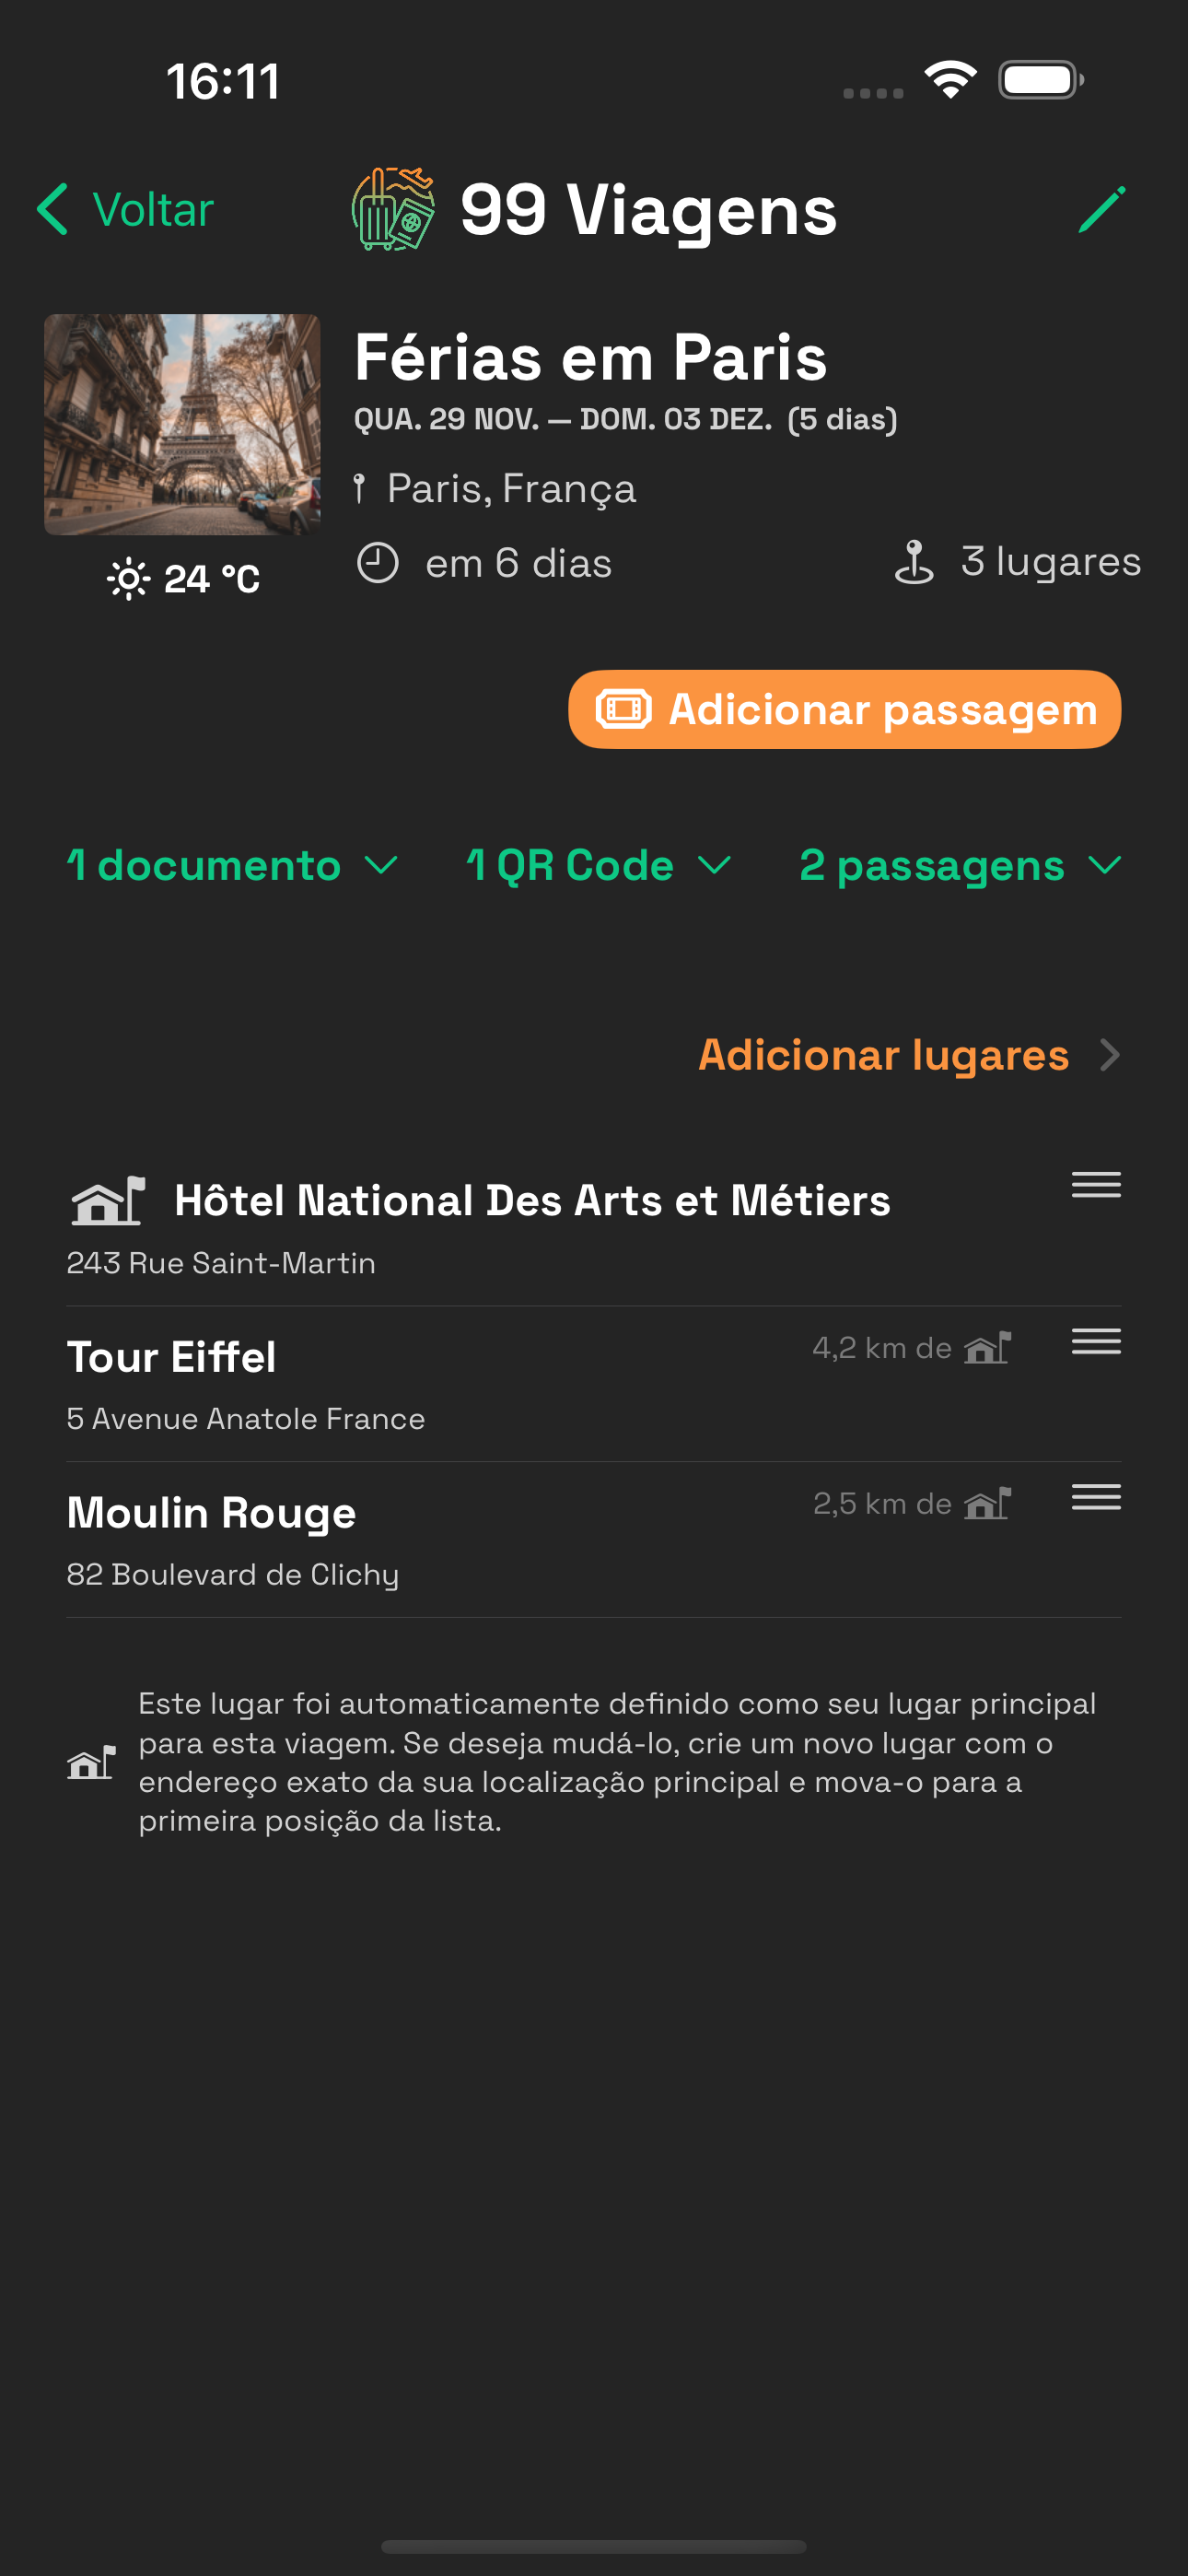 16:11
Voltar
99 Viagens
Férias em Paris
QUA. 29 NOV. — DOM. 03 DEZ. (5 dias)
Paris, França
24 °C
em 6 dias
3 lugares
Adicionar passagem
1 documento
1 QR Code
2 passagens
Adicionar lugares
Hôtel National Des Arts et Métiers
243 Rue Saint-Martin
Tour Eiffel
4,2 km de
5 Avenue Anatole France
Moulin Rouge
2,5 km de
82 Boulevard de Clichy
Este lugar foi automaticamente definido como seu lugar principal
para esta viagem. Se deseja mudá-lo, crie um novo lugar com o
endereço exato da sua localização principal e mova-o para a
primeira posição da lista.